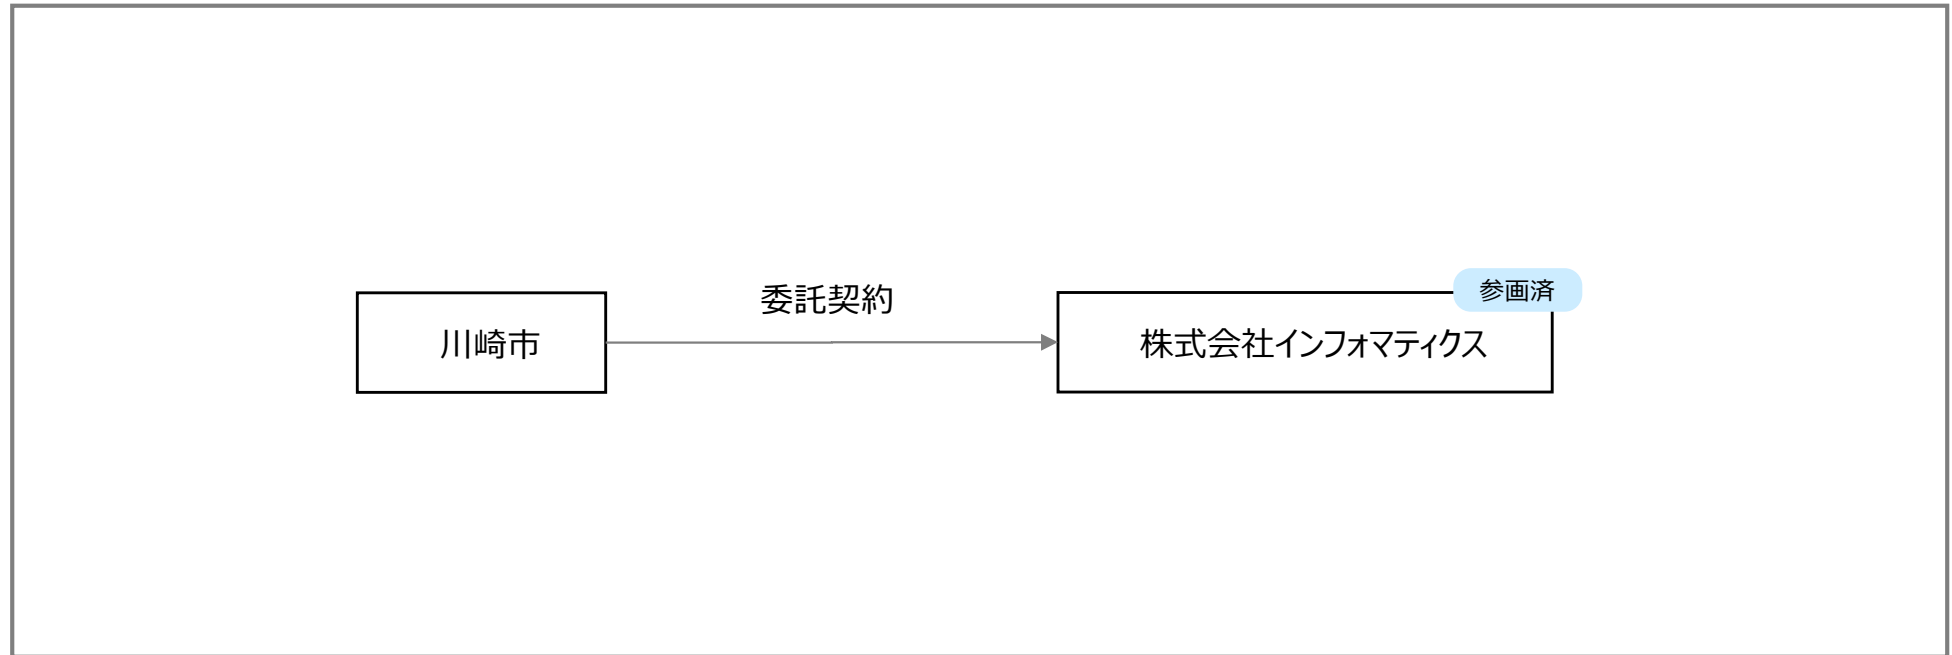 参画済
委託契約
川崎市
株式会社インフォマティクス